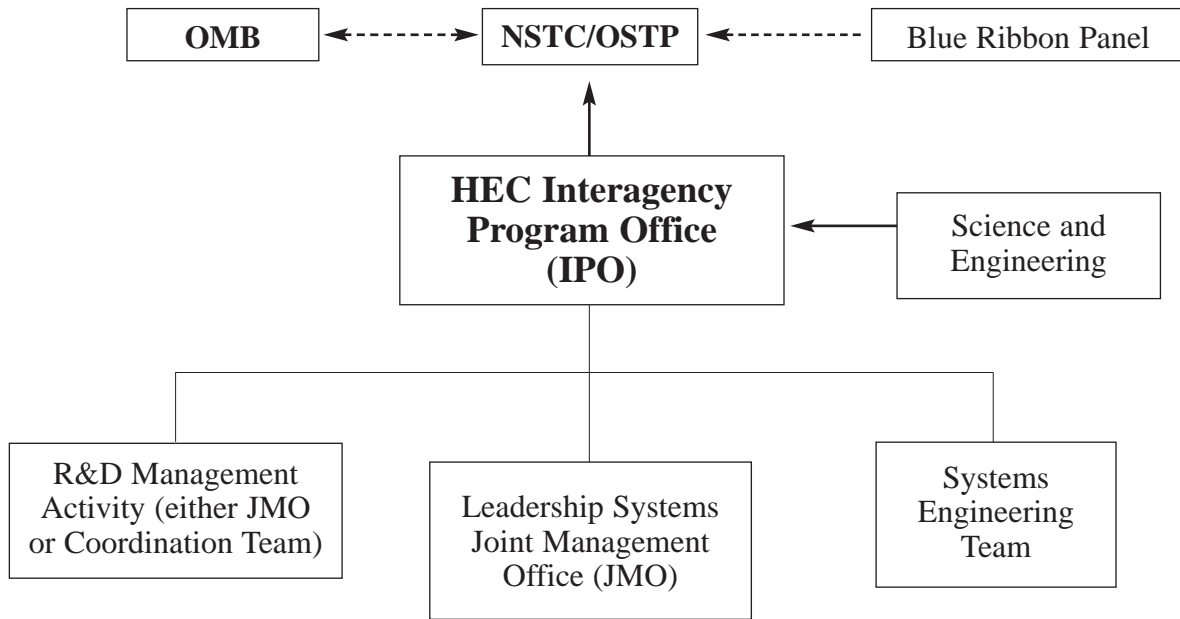 OMB
NSTC/OSTP
Blue Ribbon Panel
HEC Interagency
Program Office
(IPO)
Science and
Engineering
R&D Management
Activity (either JMO
or Coordination Team)
Leadership Systems
Joint Management
Office (JMO)
Systems
Engineering
Team